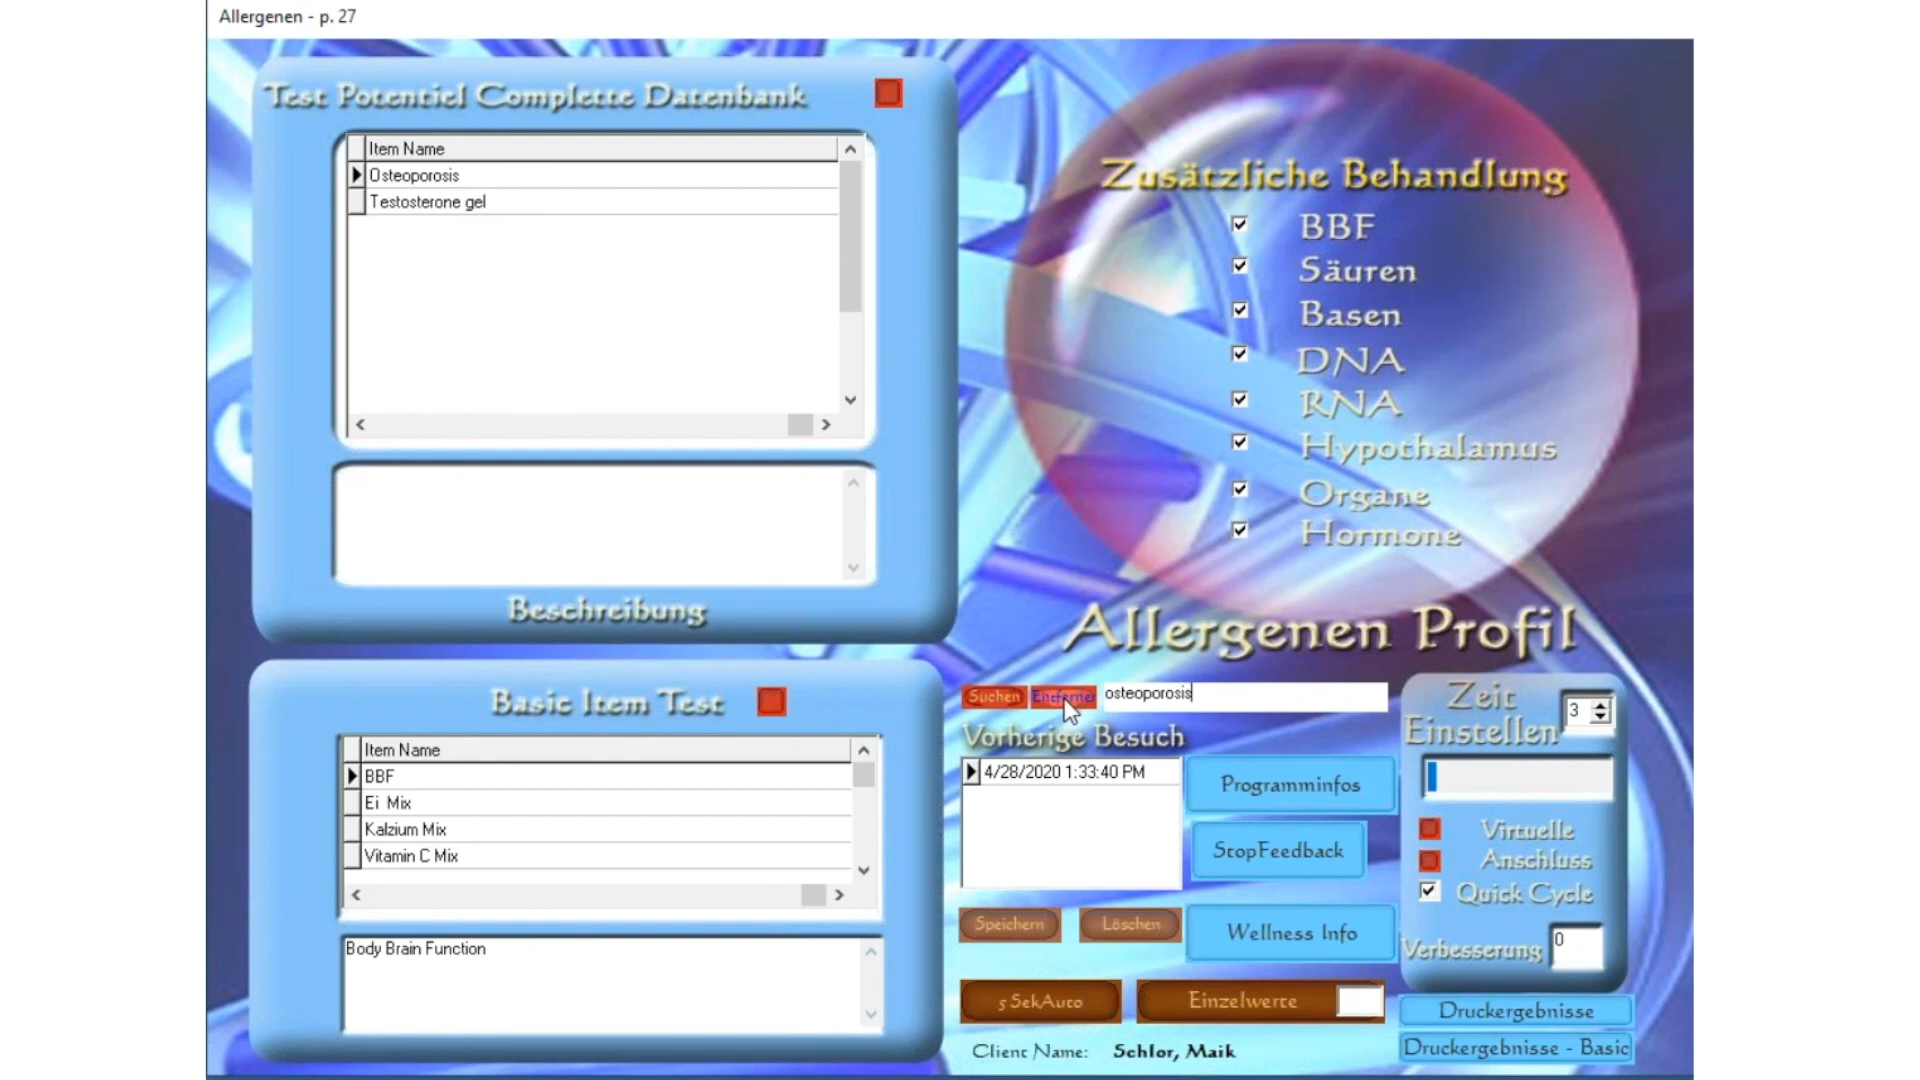 Allergenen - p. 27
Test Potentiel Complette Datenbank
Item Name
Osteoporosis
Testosterone gel
Beschreibung
Zusätzliche Behandlung
BBF
Säuren
Basen
DNA
RNA
Hypothalamus
Organe
Hormone
Allergenen Profil
Basic Item Test
Item Name
BBF
Ei Mix
Kalzium Mix
Vitamin C Mix
Body Brain Function
Suchen Entfernen osteoporosis
Vorherige Besuch
4/28/2020 1:33:40 PM
Programminfos
StopFeedback
Speichern Löschen
Wellness Info
5 SekAuto Einzelwerte
Client Name: Schlor, Maik
Zeit
Einstellen 3
Virtuelle
Anschluss
Quick Cycle
Verbesserung 0
Druckergebnisse
Druckergebnisse - Basic